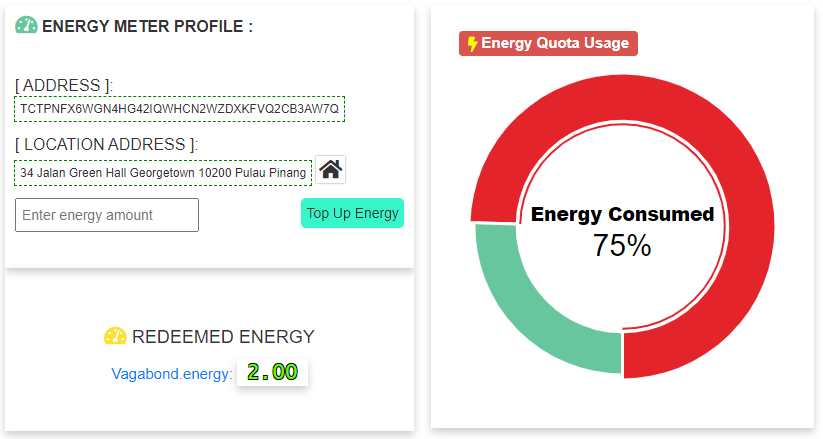 ENERGY METER PROFILE :
[ ADDRESS ]:
TCTPNFX6WGN4HG42IQWHCN2WZDXKFVQ2CB3AW7Q
[ LOCATION ADDRESS ]:
34 Jalan Green Hall Georgetown 10200 Pulau Pinang
Enter energy amount
Top Up Energy
REDEEMED ENERGY
Vagabond.energy: 2.00
Energy Quota Usage
Energy Consumed
75%